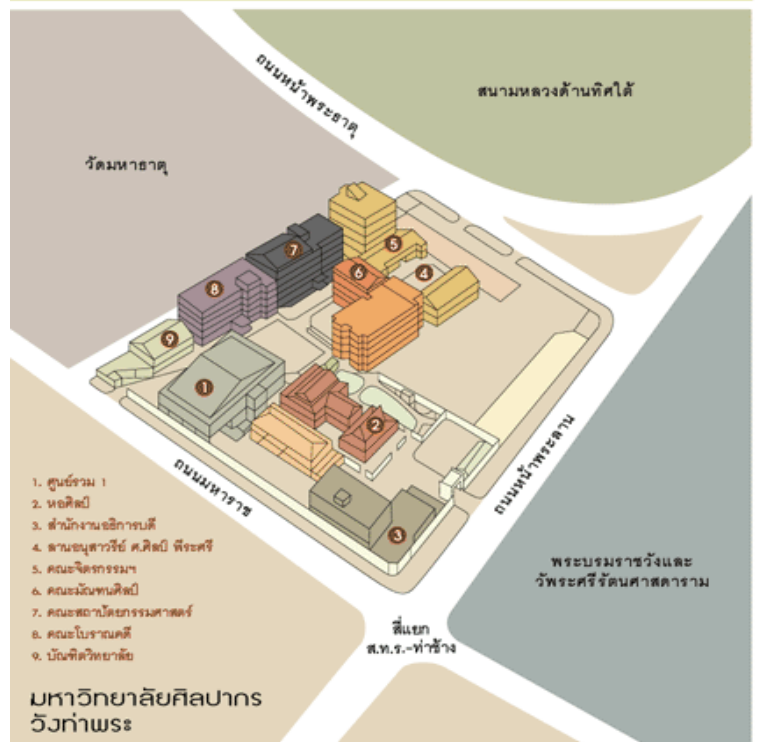 ถนนหน้าพระธาตุ
สนามหลวงด้านทิศใต้
วัดมหาธาตุ
5
7
4
6
8
9
1
2
ถนนหน้าพระลาน
ถนนมหาราช
3
1. ศูนย์รวม 1
2. หอศิลป์
3. สำนักงานอธิการบดี
4. ลานอนุสาวรีย์ ศ.ศิลป์ พีระศรี
5. คณะจิตรกรรมฯ
6. คณะมัณฑนศิลป์
7. คณะสถาปัตยกรรมศาสตร์
8. คณะโบราณคดี
9. บัณฑิตวิทยาลัย
พระบรมราชวังและ
วัพระศรีรัตนศาสดาราม
สี่แยก
ส.ท.ร.-ท่าช้าง
มหาวิทยาลัยศิลปากร
วังท่าพระ